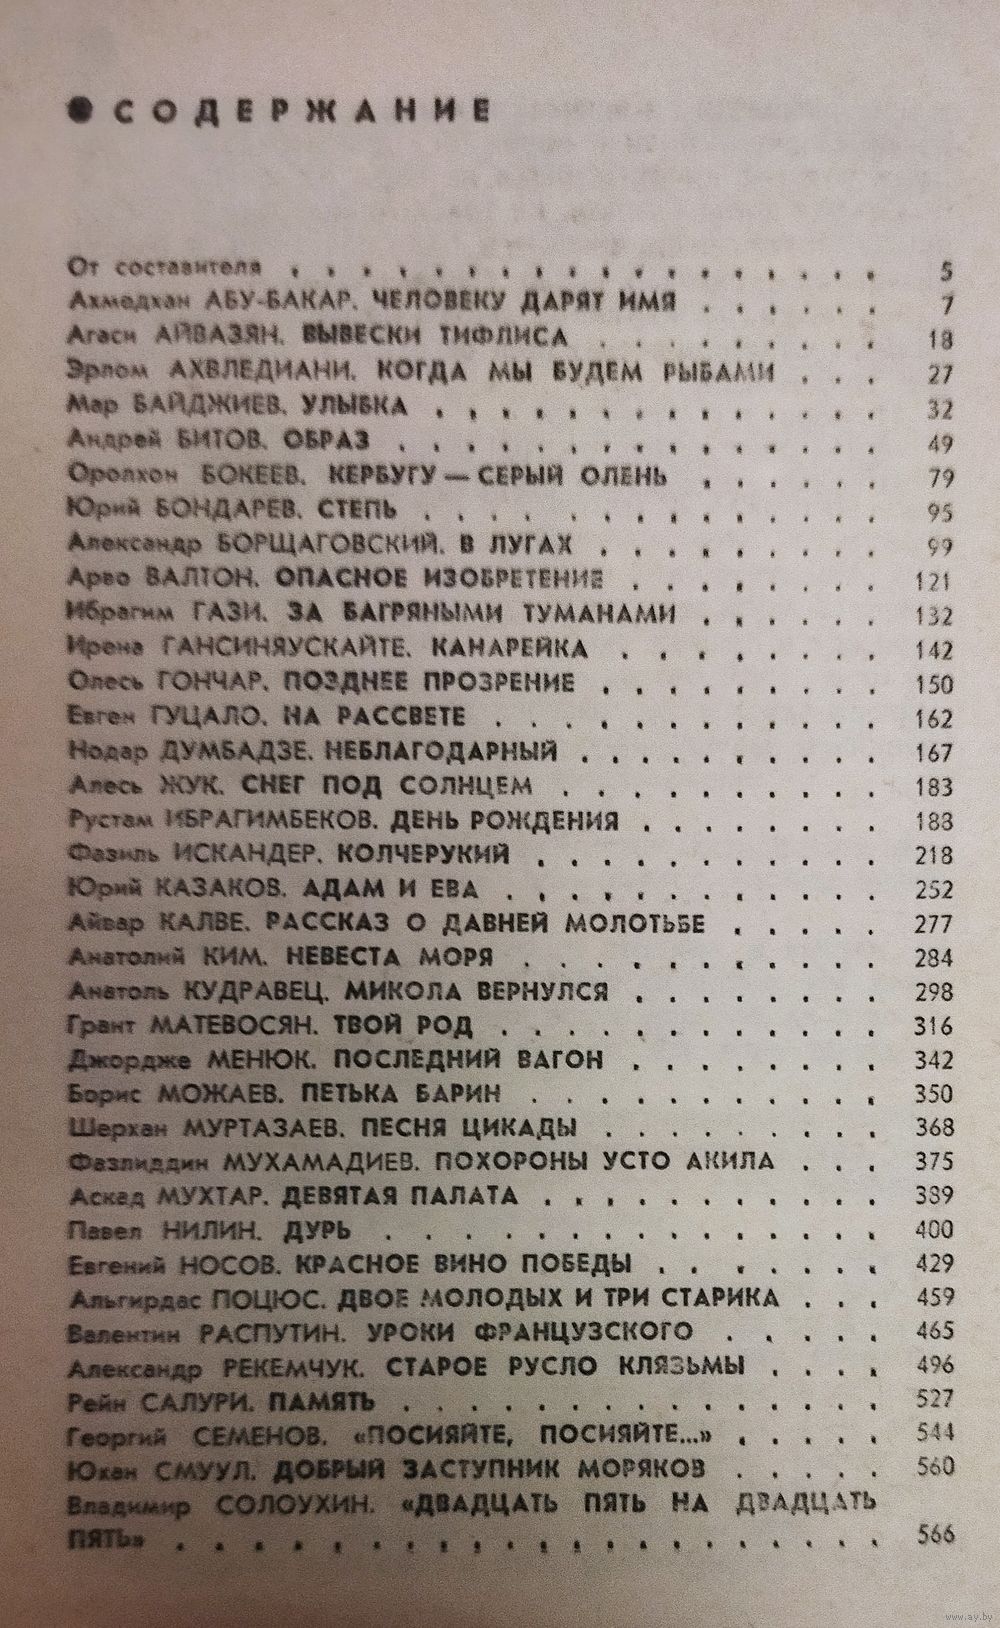 СОДЕРЖАНИЕ
От составителя . . . . . . . . . . . . . . . . 5
Ахмедхан АБУ-БАКАР. ЧЕЛОВЕКУ ДАРЯТ ИМЯ . . . . . . 7
Агаси АЙВАЗЯН. ВЫВЕСКИ ТИФЛИСА . . . . . . . . 18
Эрлом АХВЛЕДИАНИ. КОГДА МЫ БУДЕМ РЫБАМИ . . . 27
Мар БАЙДЖИЕВ. УЛЫБКА . . . . . . . . . . . . . 32
Андрей БИТОВ. ОБРАЗ . . . . . . . . . . . . . . 49
Оролхон БОКЕЕВ. КЕРБУГУ — СЕРЫЙ ОЛЕНЬ . . . . . . 79
Юрий БОНДАРЕВ. СТЕПЬ . . . . . . . . . . . . . 95
Александр БОРЩАГОВСКИЙ. В ЛУГАХ . . . . . . . . 99
Арво ВАЛТОН. ОПАСНОЕ ИЗОБРЕТЕНИЕ . . . . . . . 121
Ибрагим ГАЗИ. ЗА БАГРЯНЫМИ ТУМАНАМИ . . . . . . 132
Ирена ГАНСИНЯУСКАЙТЕ. КАНАРЕЙКА . . . . . . . . 142
Олесь ГОНЧАР. ПОЗДНЕЕ ПРОЗРЕНИЕ . . . . . . . . 150
Евген ГУЦАЛО. НА РАССВЕТЕ . . . . . . . . . . . 162
Нодар ДУМБАДЗЕ. НЕБЛАГОДАРНЫЙ . . . . . . . . . 167
Алесь ЖУК. СНЕГ ПОД СОЛНЦЕМ . . . . . . . . . . 183
Рустам ИБРАГИМБЕКОВ. ДЕНЬ РОЖДЕНИЯ . . . . . . . 188
Фазиль ИСКАНДЕР. КОЛЧЕРУКИЙ . . . . . . . . . . 218
Юрий КАЗАКОВ. АДАМ И ЕВА . . . . . . . . . . . 252
Айвар КАЛВЕ. РАССКАЗ О ДАВНЕЙ МОЛОТЬБЕ . . . . . 277
Анатолий КИМ. НЕВЕСТА МОРЯ . . . . . . . . . . 284
Анатоль КУДРАВЕЦ. МИКОЛА ВЕРНУЛСЯ . . . . . . . 298
Грант МАТЕВОСЯН. ТВОЙ РОД . . . . . . . . . . . 316
Джордже МЕНЮК. ПОСЛЕДНИЙ ВАГОН . . . . . . . 342
Борис МОЖАЕВ. ПЕТЬКА БАРИН . . . . . . . . . . 350
Шерхан МУРТАЗАЕВ. ПЕСНЯ ЦИКАДЫ . . . . . . . . 368
Фазлиддин МУХАМАДИЕВ. ПОХОРОНЫ УСТО АКИЛА . . . 375
Аскад МУХТАР. ДЕВЯТАЯ ПАЛАТА . . . . . . . . . . 389
Павел НИЛИН. ДУРЬ . . . . . . . . . . . . . . 400
Евгений НОСОВ. КРАСНОЕ ВИНО ПОБЕДЫ . . . . . . 429
Альгирдас ПОЦЮС. ДВОЕ МОЛОДЫХ И ТРИ СТАРИКА . . . 459
Валентин РАСПУТИН. УРОКИ ФРАНЦУЗСКОГО . . . . . 465
Александр РЕКЕМЧУК. СТАРОЕ РУСЛО КЛЯЗЬМЫ . . . . 496
Рейн САЛУРИ. ПАМЯТЬ . . . . . . . . . . . . . . 527
Георгий СЕМЕНОВ. «ПОСИЯЙТЕ, ПОСИЯЙТЕ...» . . . . . 544
Юхан СМУУЛ. ДОБРЫЙ ЗАСТУПНИК МОРЯКОВ . . . . . 560
Владимир СОЛОУХИН. «ДВАДЦАТЬ ПЯТЬ НА ДВАДЦАТЬ
ПЯТЬ» . . . . . . . . . . . . . . . . . . 566
www.ay.by